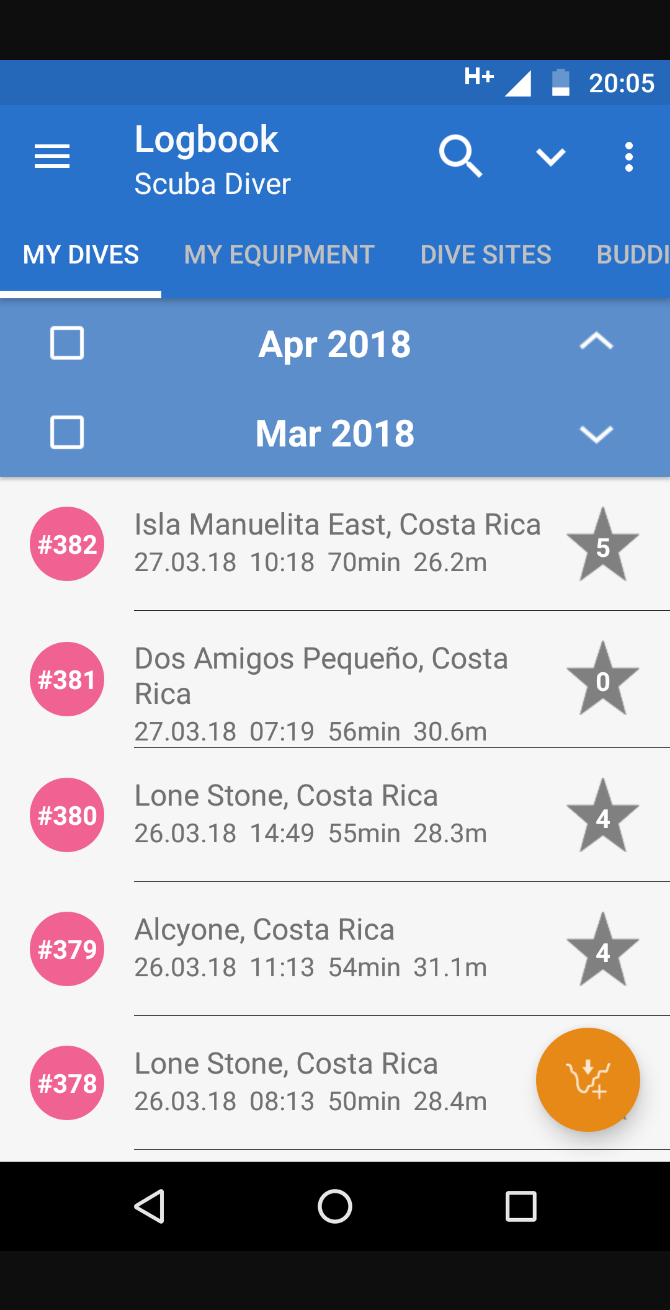 H+ 20:05
Logbook
Scuba Diver
MY DIVES MY EQUIPMENT DIVE SITES BUDDI
Apr 2018
Mar 2018
#382 Isla Manuelita East, Costa Rica 5
27.03.18 10:18 70min 26.2m
#381 Dos Amigos Pequeño, Costa 0
Rica
27.03.18 07:19 56min 30.6m
#380 Lone Stone, Costa Rica 4
26.03.18 14:49 55min 28.3m
#379 Alcyone, Costa Rica 4
26.03.18 11:13 54min 31.1m
#378 Lone Stone, Costa Rica
26.03.18 08:13 50min 28.4m